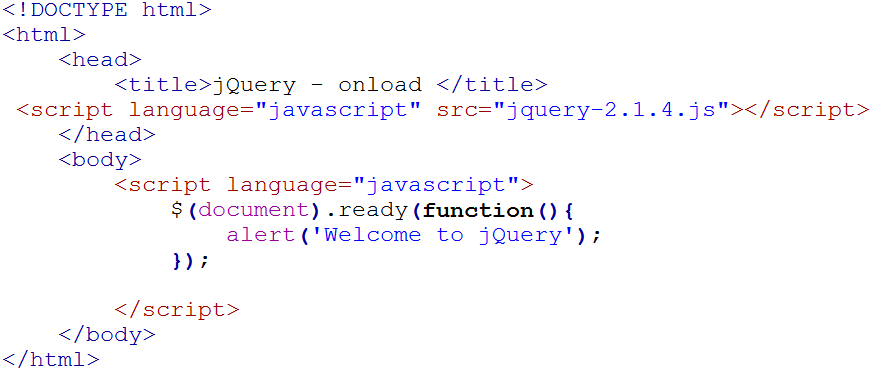 <!DOCTYPE html>
<html>
    <head>
        <title>jQuery - onload </title>
 <script language="javascript" src="jquery-2.1.4.js"></script>
    </head>
    <body>
        <script language="javascript">
            $(document).ready(function(){
                alert('Welcome to jQuery');
            });
        </script>
    </body>
</html>